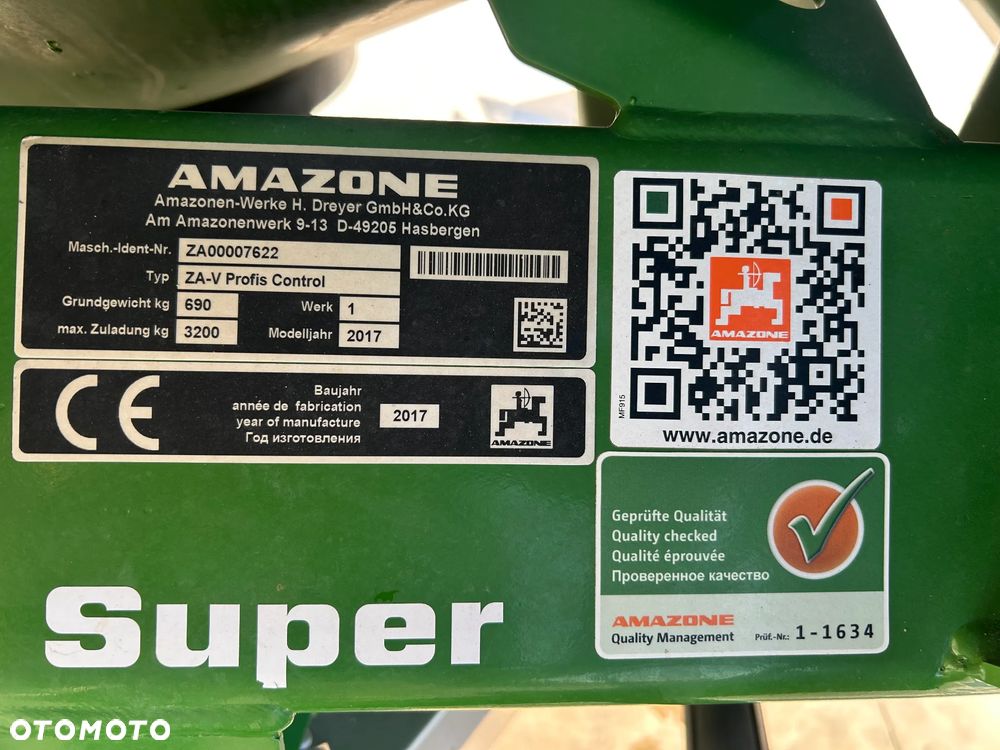 AMAZONE
Amazonen-Werke H. Dreyer GmbH&Co.KG
Am Amazonenwerk 9-13 D-49205 Hasbergen
Masch.-Ident-Nr. ZA00007622
Typ ZA-V Profis Control
Grundgewicht kg 690 Werk 1
max. Zuladung kg 3200 Modelljahr 2017
CE
Baujahr
année de fabrication
year of manufacture
Год изготовления
2017
AMAZONE
AMAZONE
MF915
www.amazone.de
Geprüfte Qualität
Quality checked
Qualité éprouvée
Проверенное качество
AMAZONE
Quality Management Prüf.-Nr.: 1-1634
Super
OTOMOTO